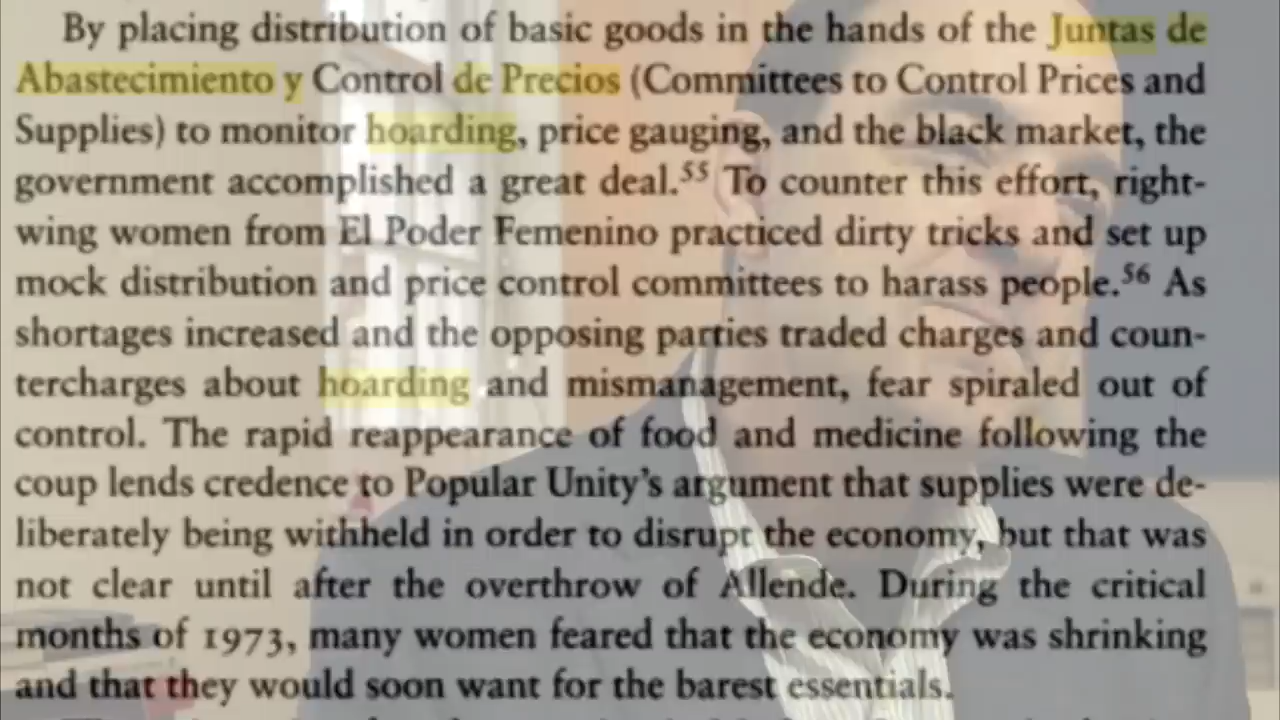 By placing distribution of basic goods in the hands of the Juntas de
Abastecimiento y Control de Precios (Committees to Control Prices and
Supplies) to monitor hoarding, price gauging, and the black market, the
government accomplished a great deal.55 To counter this effort, right-
wing women from El Poder Femenino practiced dirty tricks and set up
mock distribution and price control committees to harass people.56 As
shortages increased and the opposing parties traded charges and coun-
tercharges about hoarding and mismanagement, fear spiraled out of
control. The rapid reappearance of food and medicine following the
coup lends credence to Popular Unity's argument that supplies were de-
liberately being withheld in order to disrupt the economy, but that was
not clear until after the overthrow of Allende. During the critical
months of 1973, many women feared that the economy was shrinking
and that they would soon want for the barest essentials.